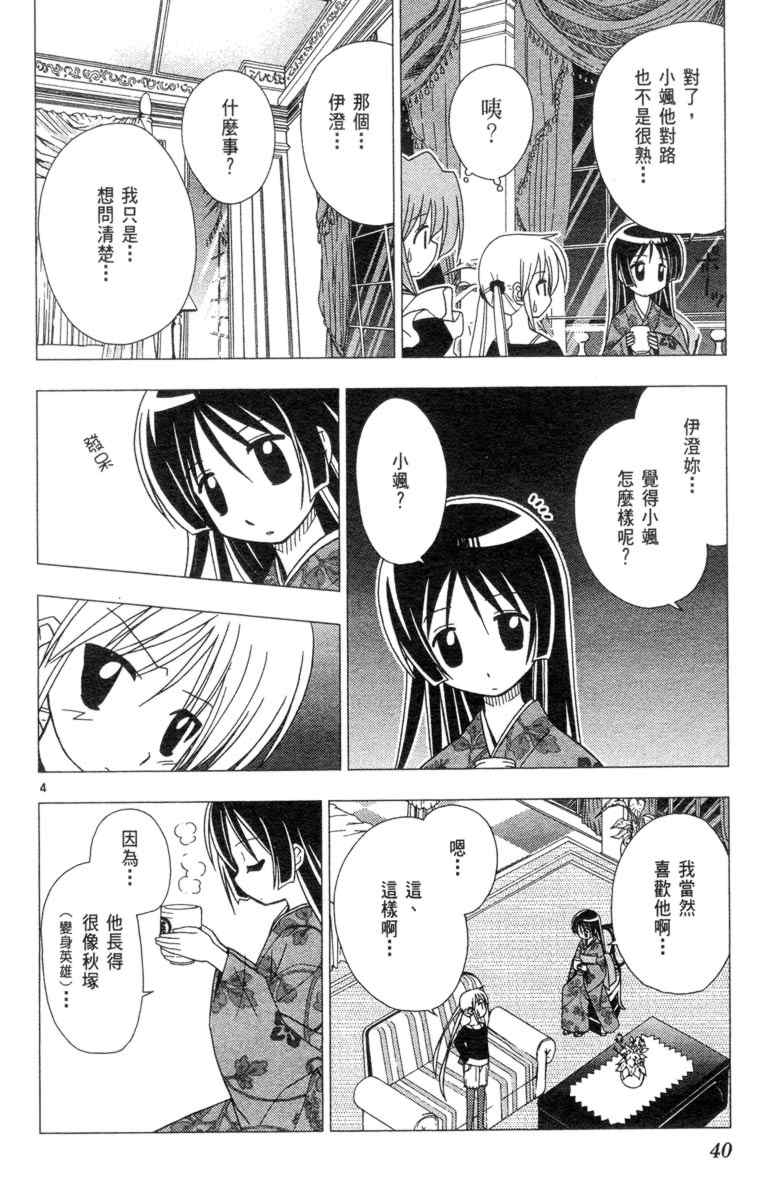 對了，
小颯他對路
也不是很熟…
咦？
那個…
伊澄…
什麼事？
我只是…
想問清楚…
伊澄妳…
覺得小颯
怎麼樣呢？
小颯？
發呆
我當然
喜歡他啊…
嗯…
這、
這樣啊…
因為…
他長得
很像秋塚
（變身英雄）…
4
40